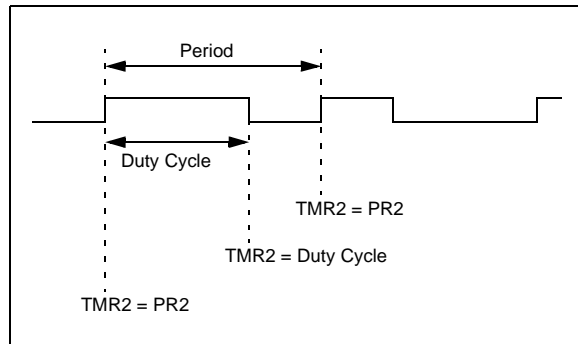 Period
Duty Cycle
TMR2 = PR2
TMR2 = Duty Cycle
TMR2 = PR2